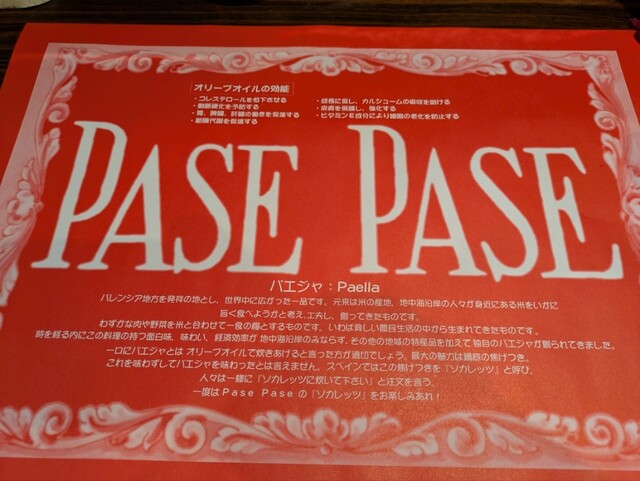 オリーブオイルの効能
・コレステロールを低下させる
・動脈硬化を予防する
・胃、腸、肝臓の働きを促進する
・新陳代謝を促進する
・成長に良し、カルシュームの吸収を助ける
・皮膚を保護し、強化する
・ビタミンE成分により細胞の老化を防止する
PASE PASE
パエジャ：Paella
バレンシア地方を発祥の地とし、世界中に広がった一品です。元来は米の産地、地中海沿岸の人々が身近にある米をいかに
旨く食べようかと考え、工夫し、創ってきたものです。
わずかな肉や野菜を米と合わせて一食の糧とするものです。いわば貧しい農民生活の中から生まれてきたものです。
時を経る内にこの料理の持つ面白味、味わい、経済効率が 地中海沿岸のみならず、その他の地域の特産品を加えて 独自のパエジャが創られてきました。
一口にパエジャとは オリーブオイルで炊きあげると言った方が適切でしょう。最大の魅力は鍋底の焦げつき。
これを味わずしてパエジャを味わったとは言えません。スペインではこの焦げつきを『ソカレッツ』と呼び、
人々は一様に『ソカレッツに炊いて下さい』と注文を言う。
一度はPase Paseの『ソカレッツ』をお楽しみあれ！